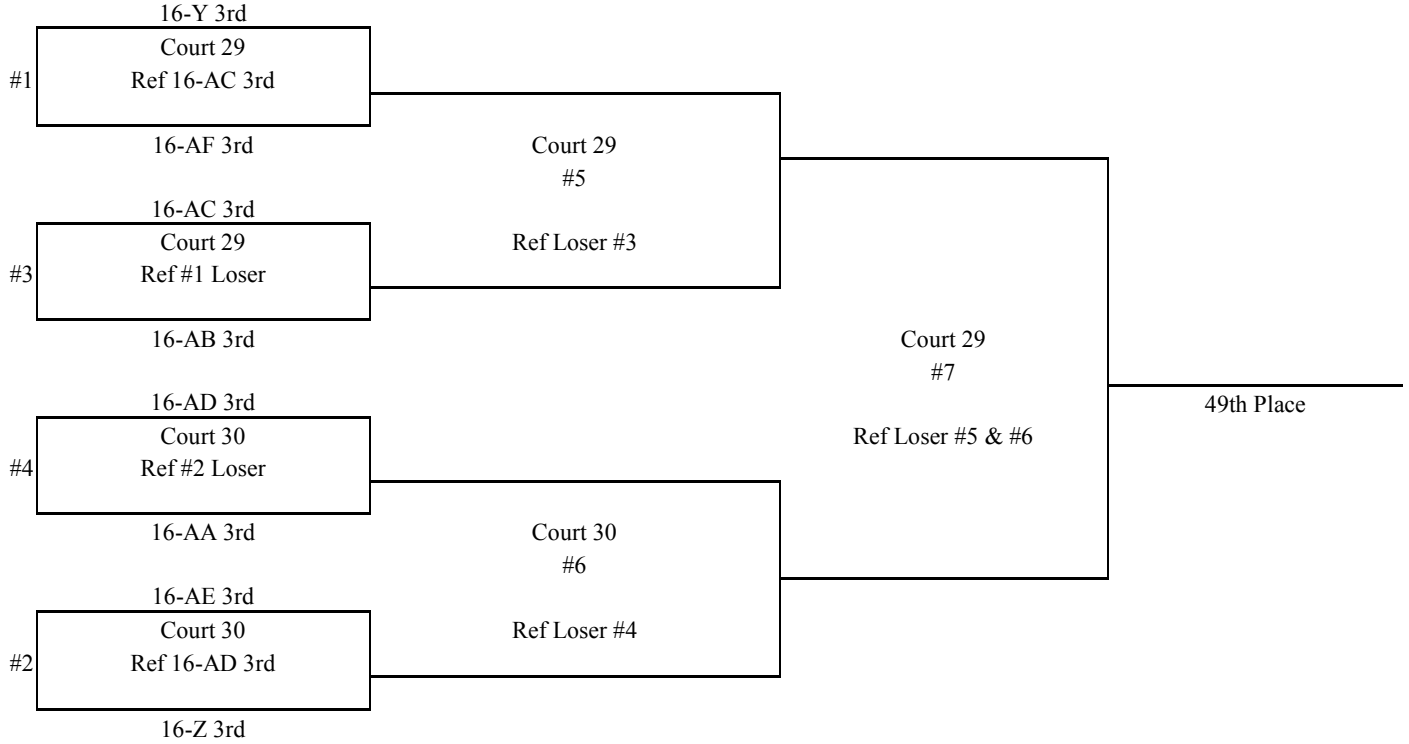 16-Y 3rd
Court 29
#1
Ref 16-AC 3rd
16-AF 3rd
Court 29
#5
Ref Loser #3
16-AC 3rd
Court 29
#3
Ref #1 Loser
16-AB 3rd
Court 29
#7
Ref Loser #5 & #6
49th Place
16-AD 3rd
Court 30
#4
Ref #2 Loser
16-AA 3rd
Court 30
#6
Ref Loser #4
16-AE 3rd
Court 30
#2
Ref 16-AD 3rd
16-Z 3rd